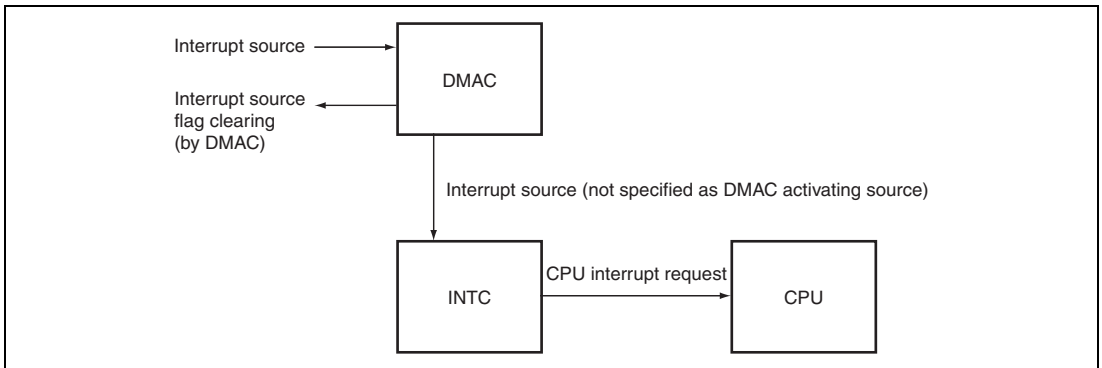 Interrupt source
DMAC
Interrupt source
flag clearing
(by DMAC)
Interrupt source (not specified as DMAC activating source)
INTC
CPU interrupt request
CPU